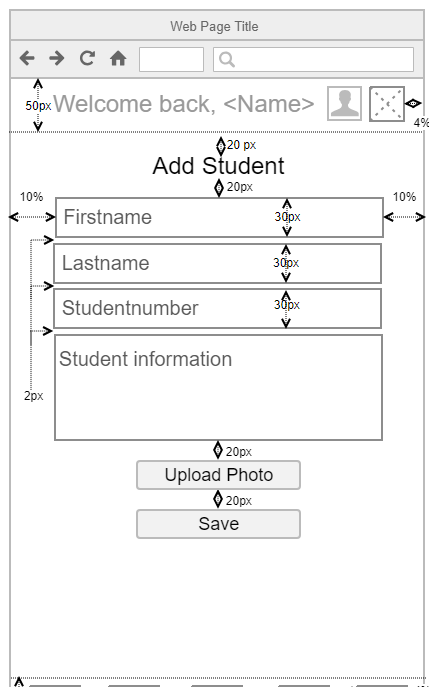 Web Page Title
50px
Welcome back, <Name>
4%
20 px
Add Student
20px
10%
10%
Firstname
30px
Lastname
30px
Studentnumber
30px
Student information
2px
20px
Upload Photo
20px
Save